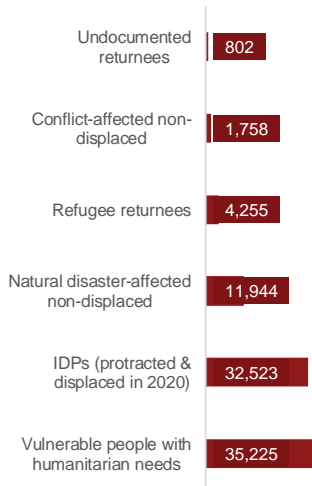 Undocumented
returnees
802
Conflict-affected non-
displaced
1,758
Refugee returnees
4,255
Natural disaster-affected
non-displaced
11,944
IDPs (protracted &
displaced in 2020)
32,523
Vulnerable people with
humanitarian needs
35,225